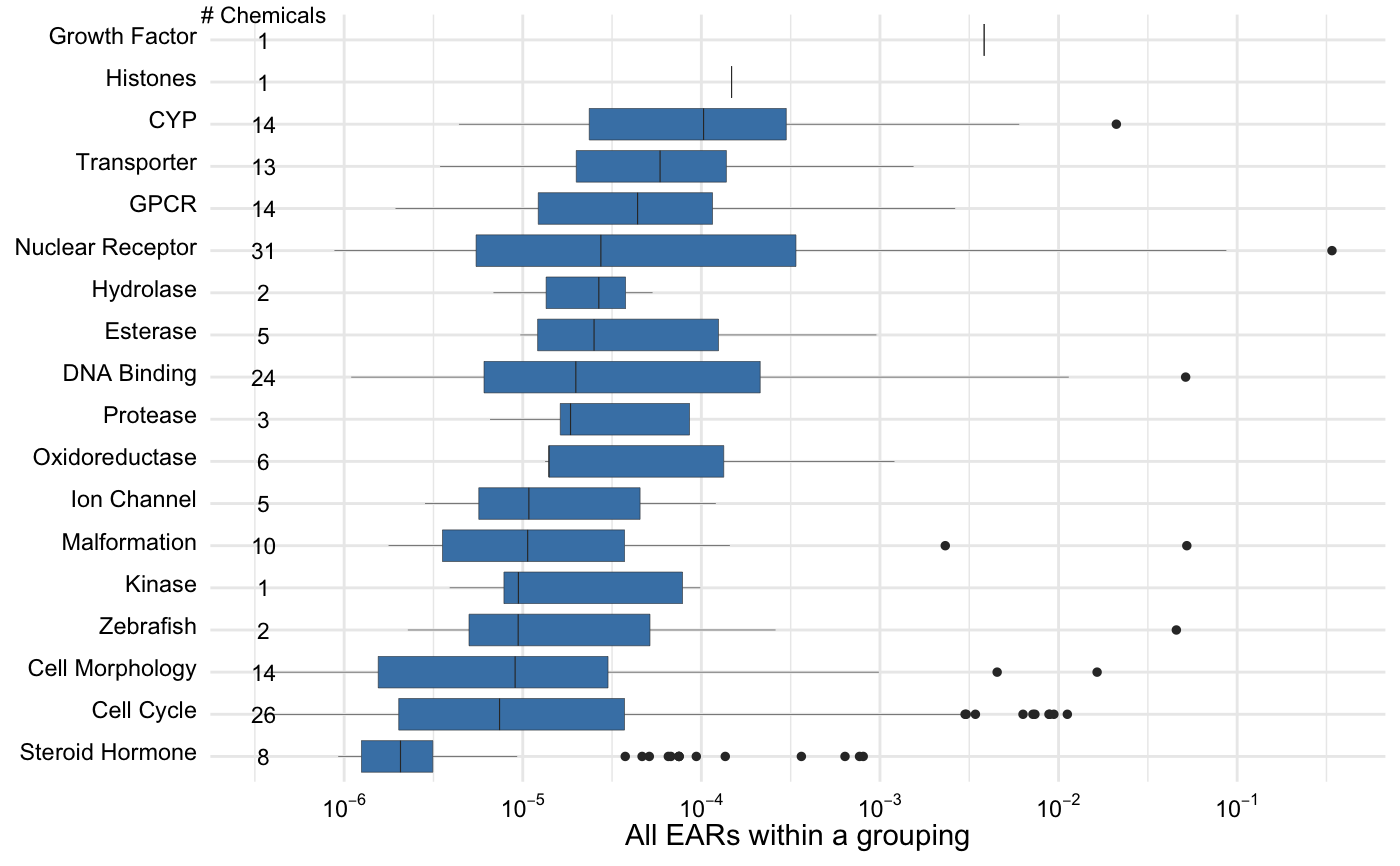 # Chemicals
Growth Factor 1
Histones 1
CYP 14
Transporter 13
GPCR 14
Nuclear Receptor 31
Hydrolase 2
Esterase 5
DNA Binding 24
Protease 3
Oxidoreductase 6
Ion Channel 5
Malformation 10
Kinase 1
Zebrafish 2
Cell Morphology 14
Cell Cycle 26
Steroid Hormone 8
10⁻⁶ 10⁻⁵ 10⁻⁴ 10⁻³ 10⁻² 10⁻¹
All EARs within a grouping